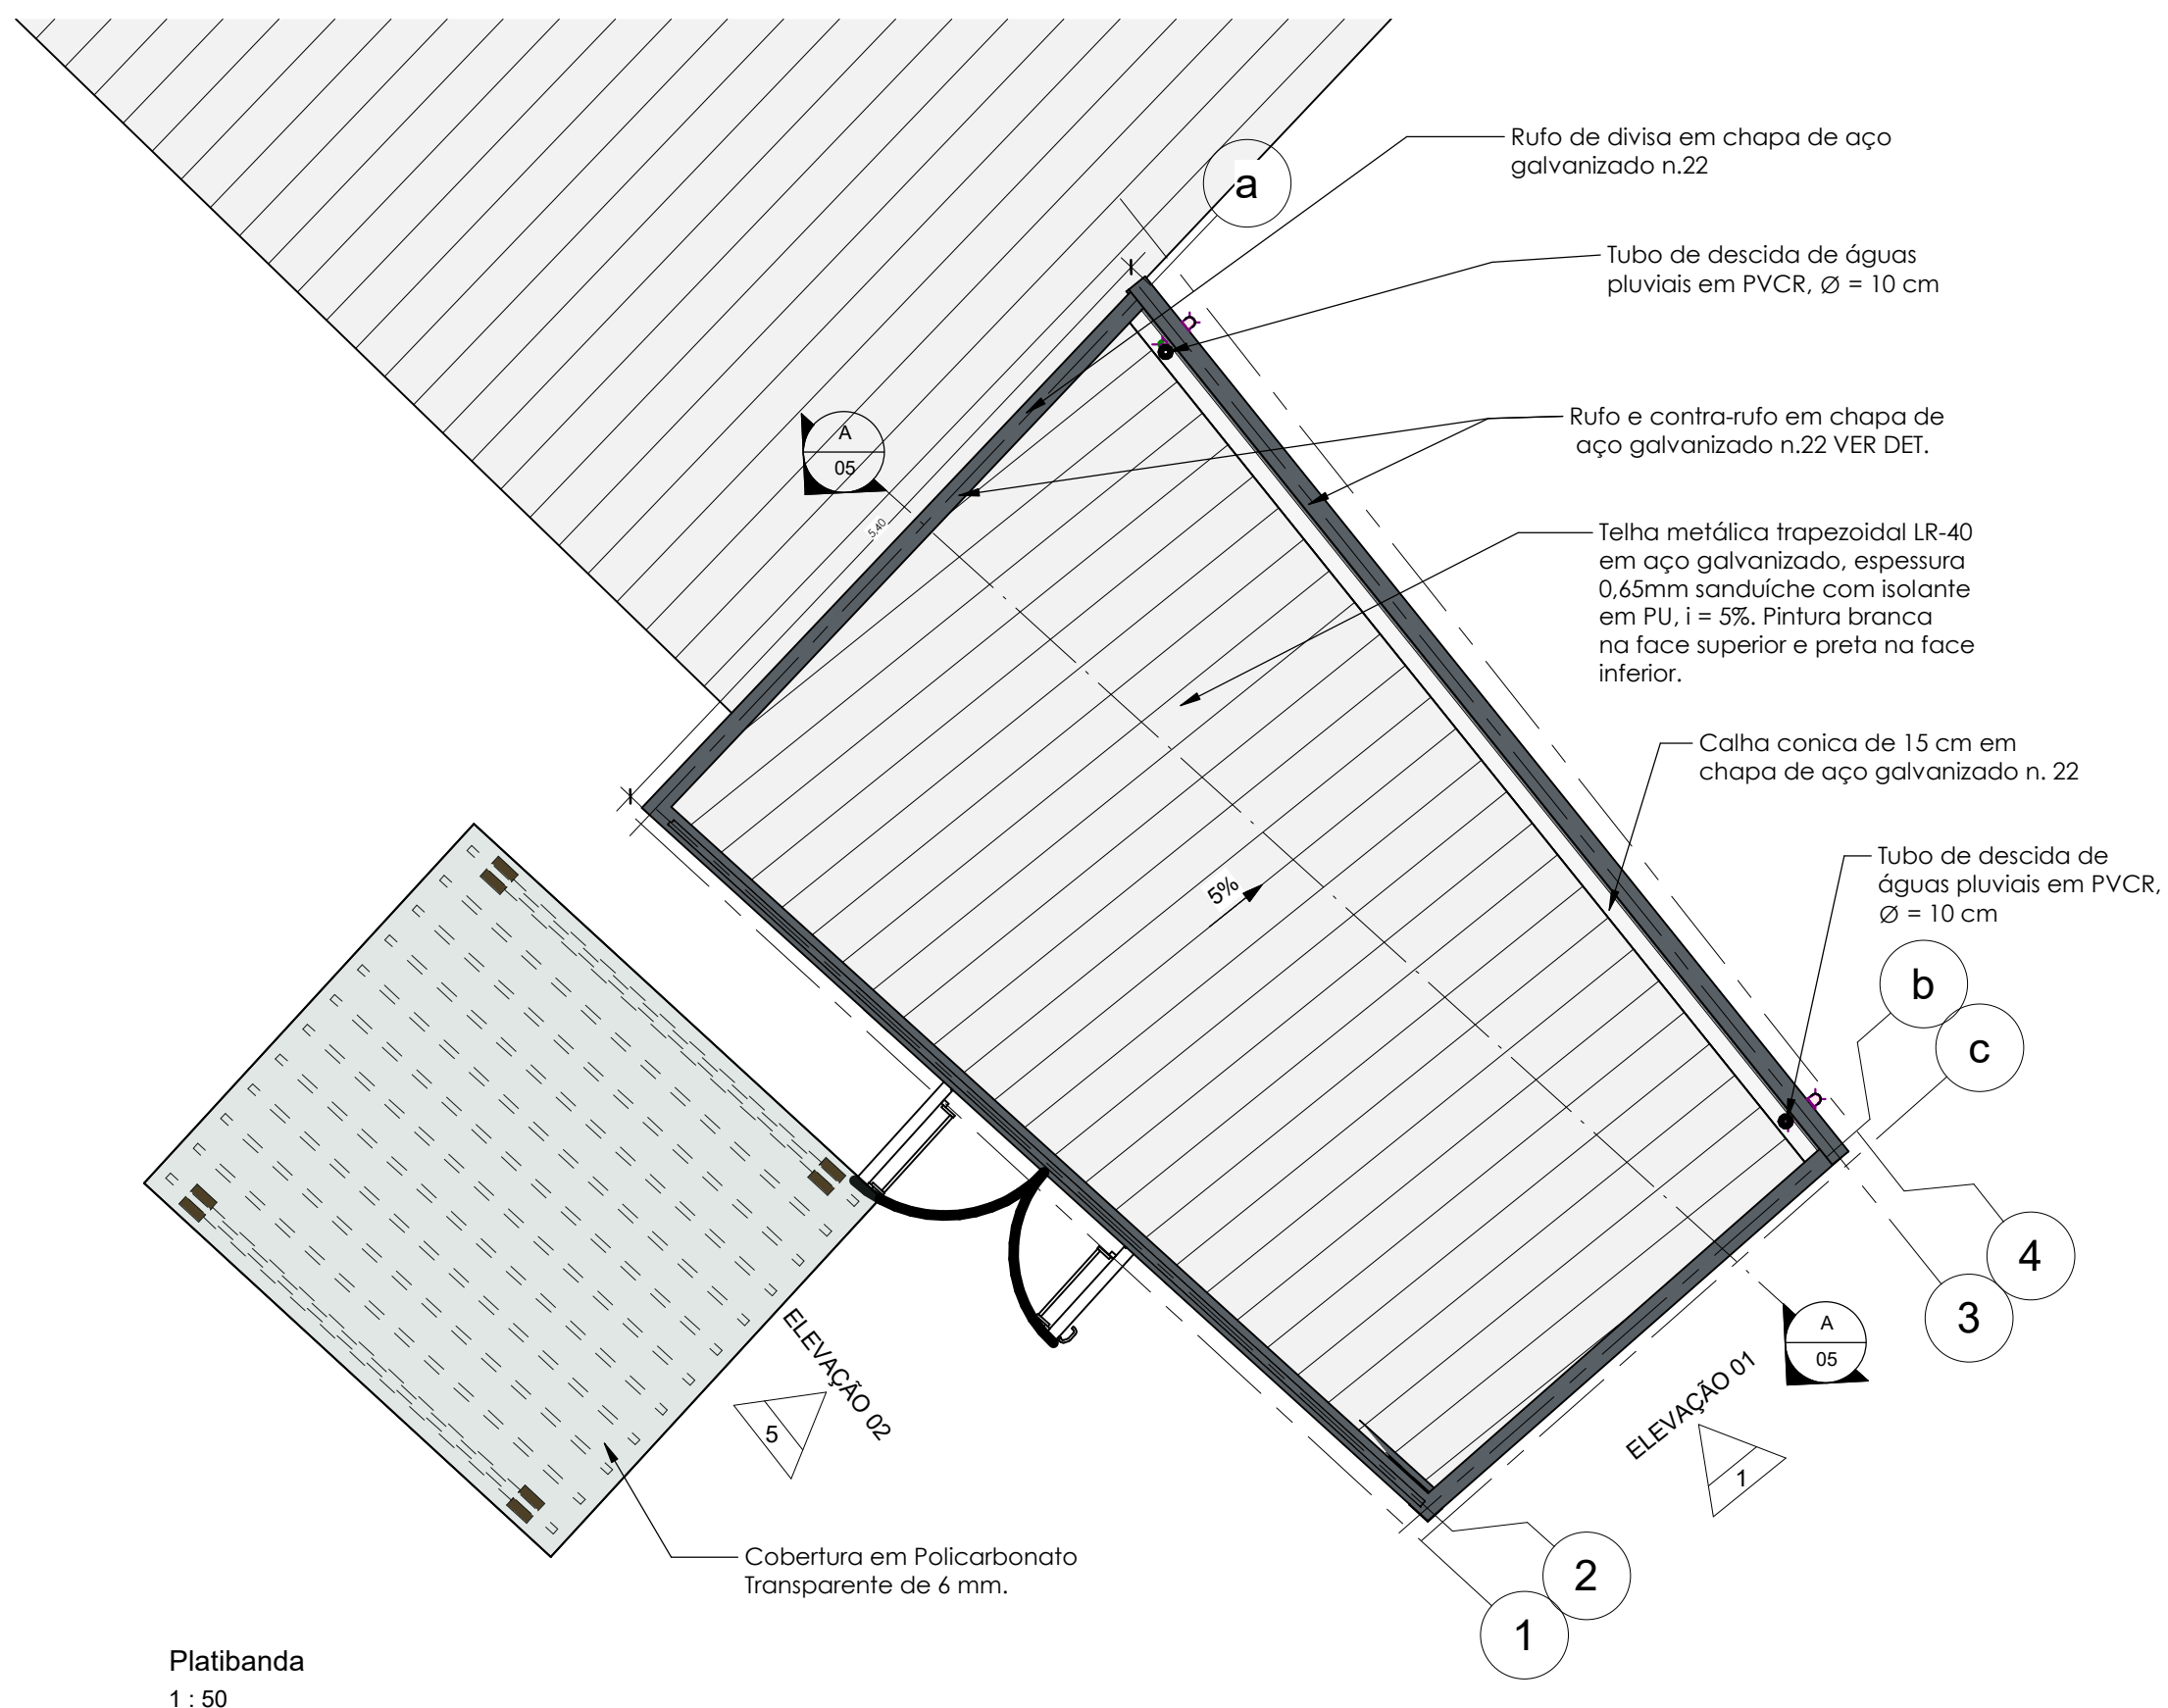 Rufo de divisa em chapa de aço
galvanizado n.22
a
Tubo de descida de águas
pluviais em PVCR, Ø = 10 cm
Rufo e contra-rufo em chapa de
aço galvanizado n.22 VER DET.
A
05
5,40
Telha metálica trapezoidal LR-40
em aço galvanizado, espessura
0,65mm sanduíche com isolante
em PU, i = 5%. Pintura branca
na face superior e preta na face
inferior.
Calha conica de 15 cm em
chapa de aço galvanizado n. 22
Tubo de descida de
águas pluviais em PVCR,
Ø = 10 cm
5%
b
c
4
3
A
05
ELEVAÇÃO 01
1
ELEVAÇÃO 02
5
2
1
Cobertura em Policarbonato
Transparente de 6 mm.
Platibanda
1 : 50